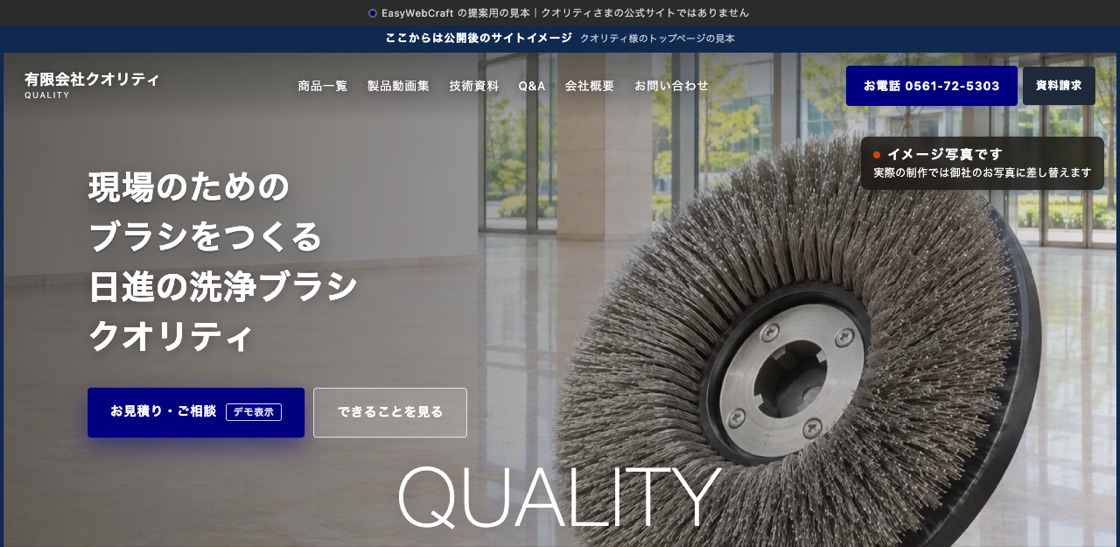 EasyWebCraft の提案用の見本｜クオリティさまの公式サイトではありません
ここからは公開後のサイトイメージ クオリティ様のトップページの見本
有限会社クオリティ
QUALITY
商品一覧 製品動画集 技術資料 Q&A 会社概要 お問い合わせ
お電話 0561-72-5303
資料請求
イメージ写真です
実際の制作では御社のお写真に差し替えます
現場のための
ブラシをつくる
日進の洗浄ブラシ
クオリティ
お見積り・ご相談 デモ表示
できることを見る
QUALITY